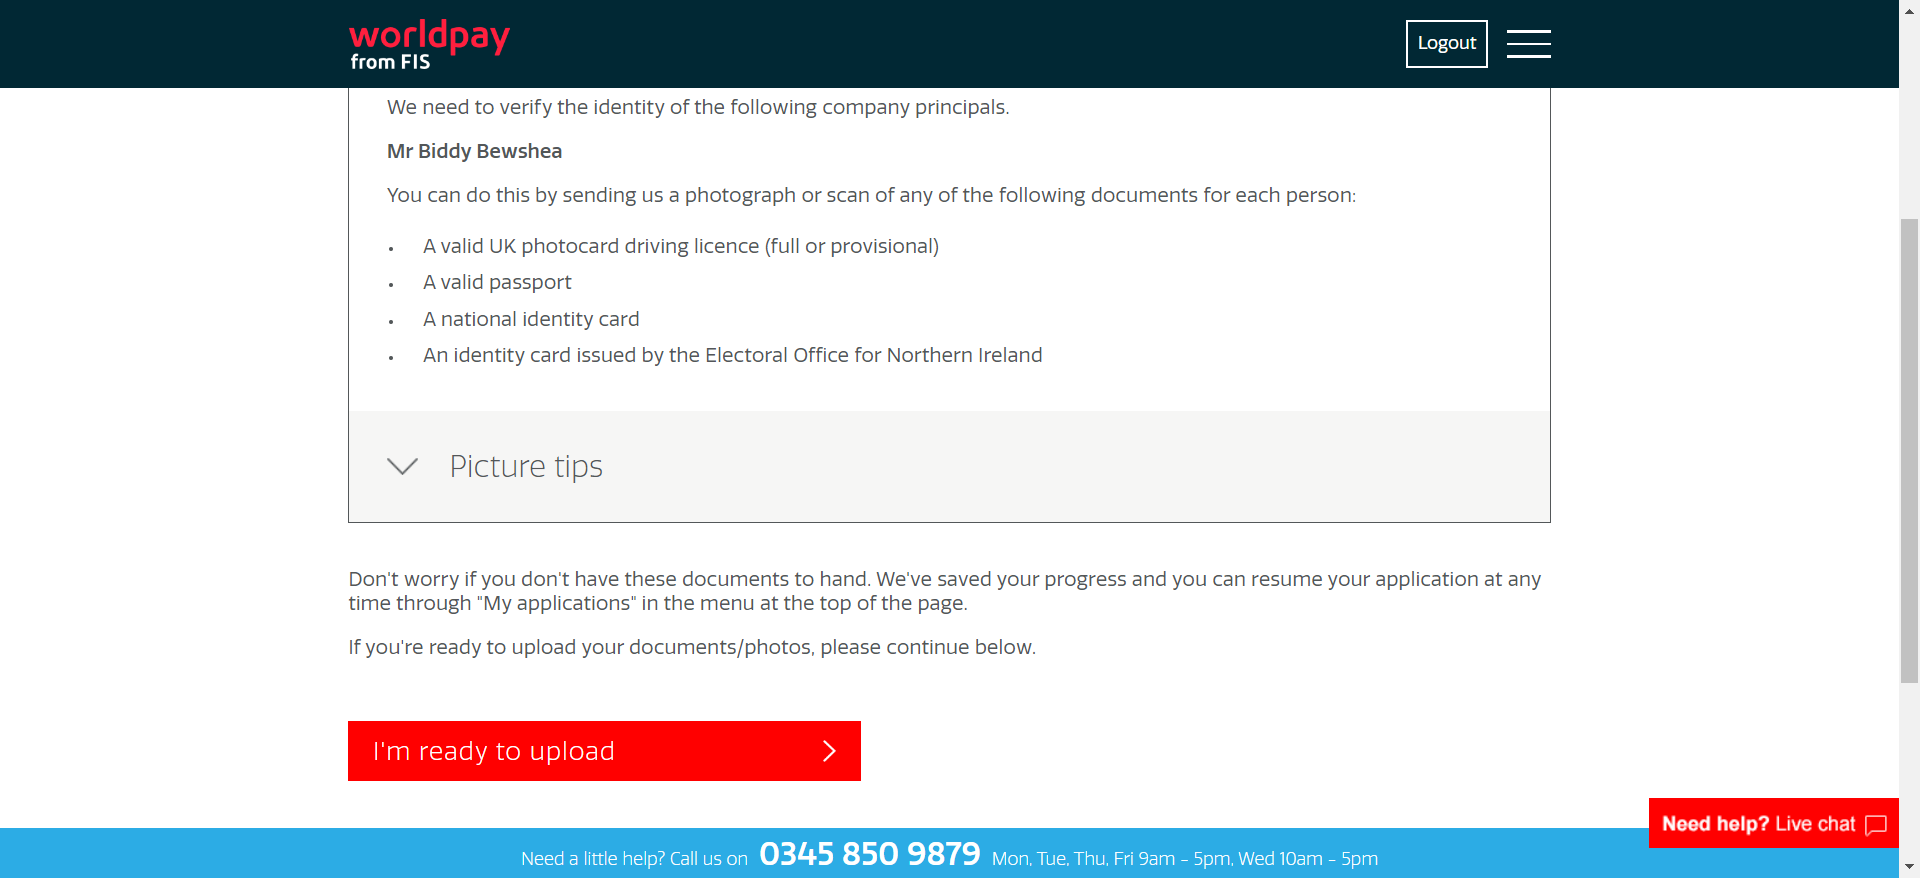 worldpay
from FIS
Logout
We need to verify the identity of the following company principals.
Mr Biddy Bewshea
You can do this by sending us a photograph or scan of any of the following documents for each person:
• A valid UK photocard driving licence (full or provisional)
• A valid passport
• A national identity card
• An identity card issued by the Electoral Office for Northern Ireland
Picture tips
Don't worry if you don't have these documents to hand. We've saved your progress and you can resume your application at any
time through "My applications" in the menu at the top of the page.
If you're ready to upload your documents/photos, please continue below.
I'm ready to upload
Need help? Live chat
Need a little help? Call us on 0345 850 9879 Mon, Tue, Thu, Fri 9am - 5pm, Wed 10am - 5pm